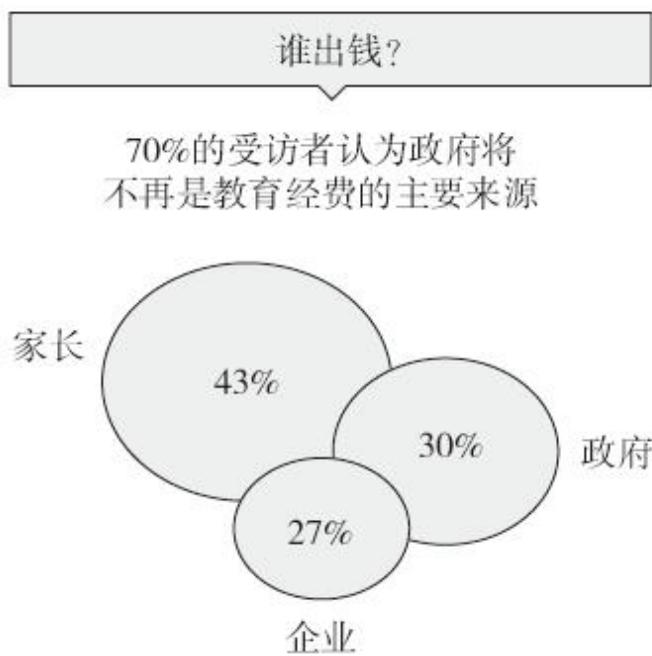 谁出钱？
70%的受访者认为政府将
不再是教育经费的主要来源
家长
43%
30%
政府
27%
企业